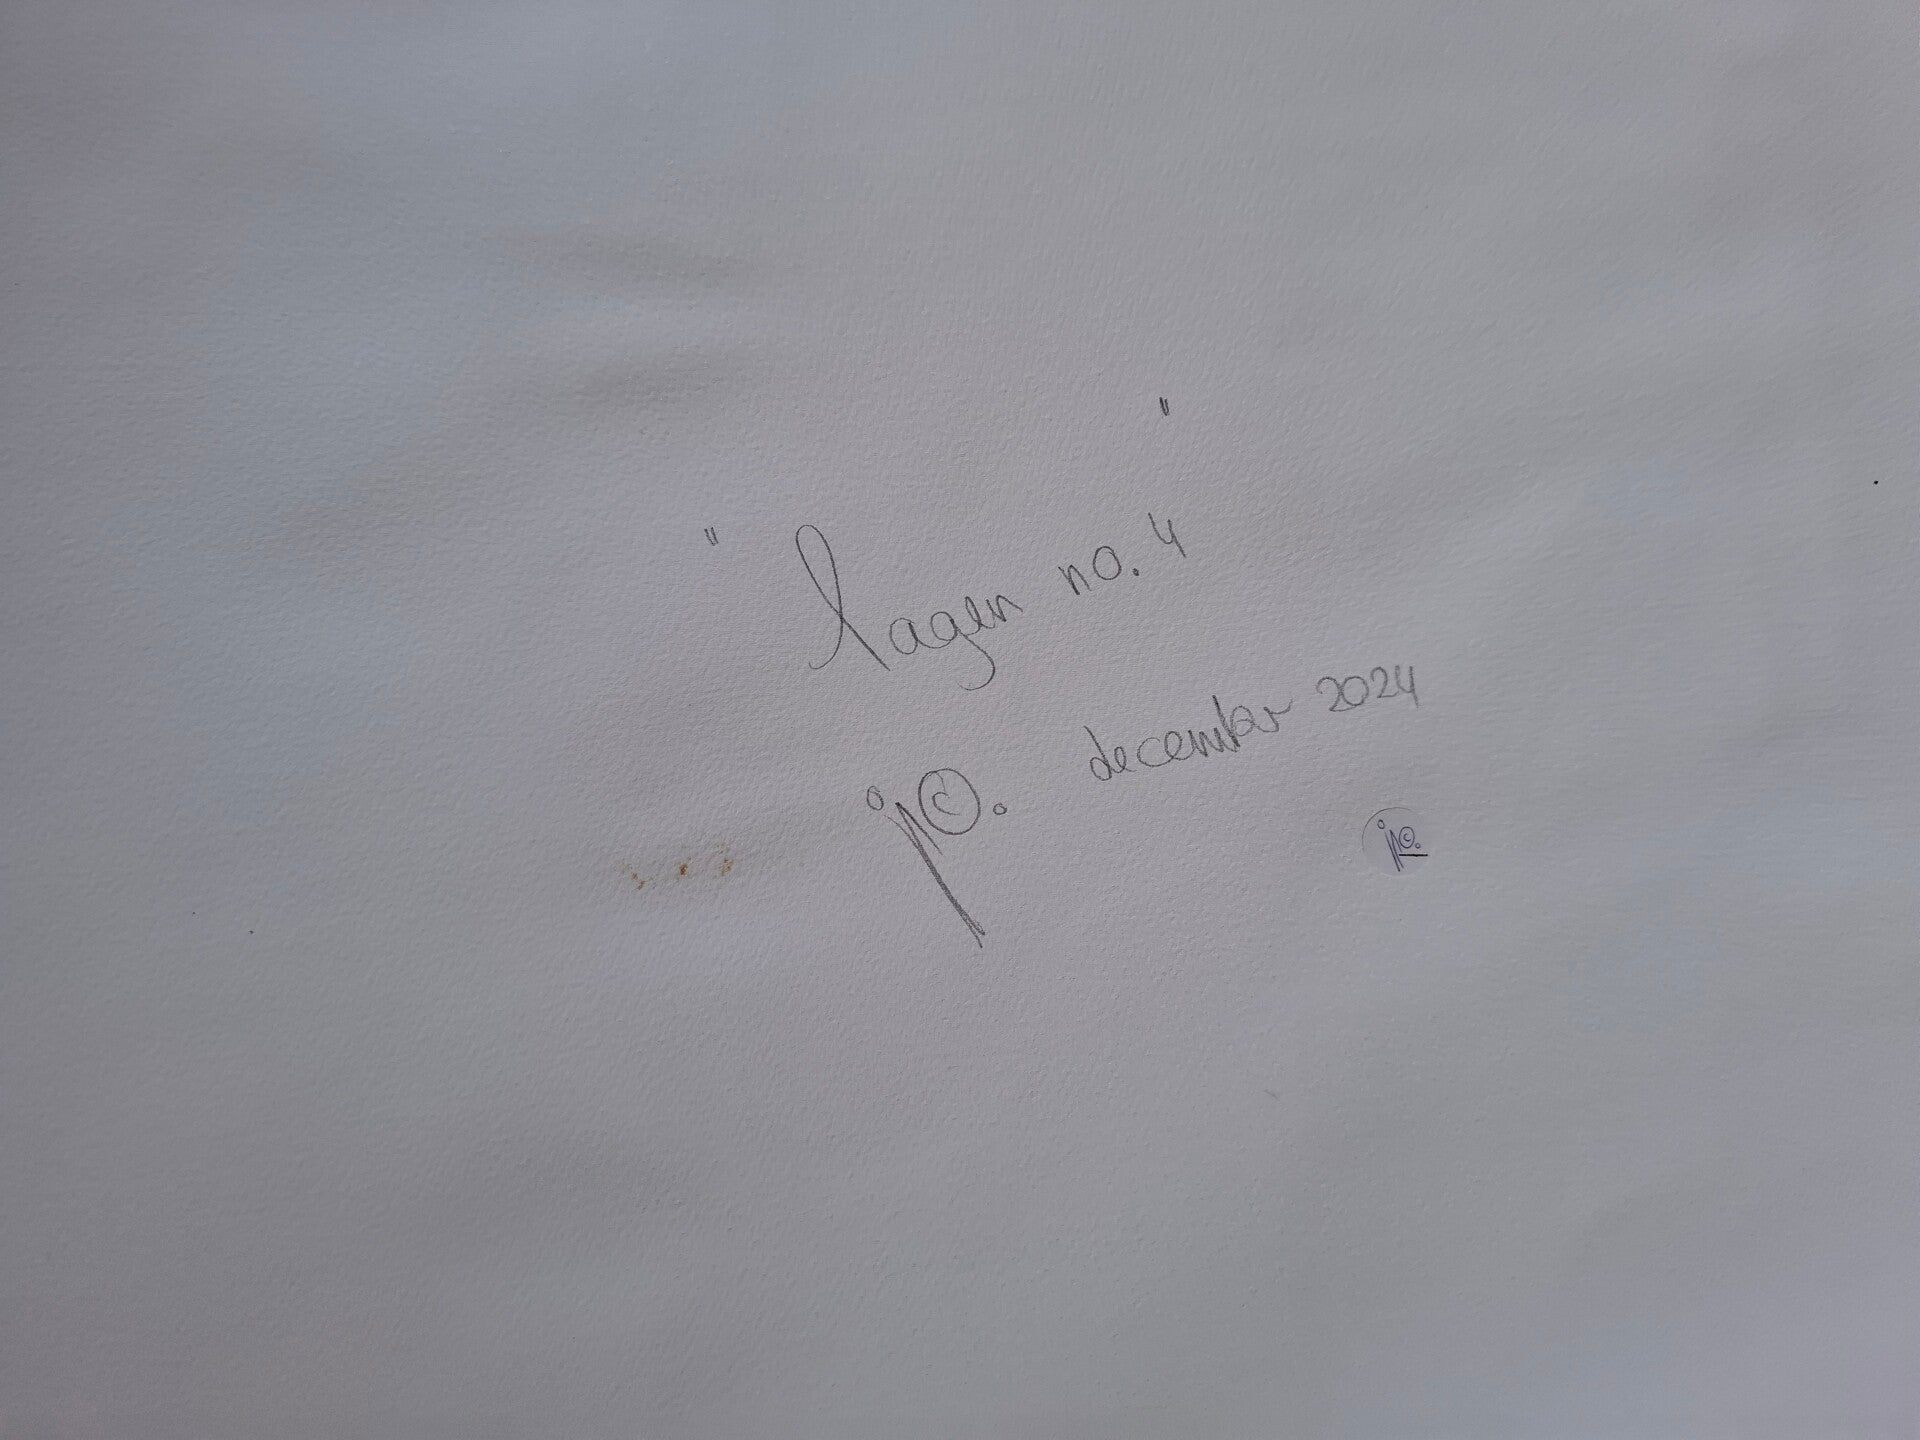 "Lagen no. 4"
j©. december 2024
j©.